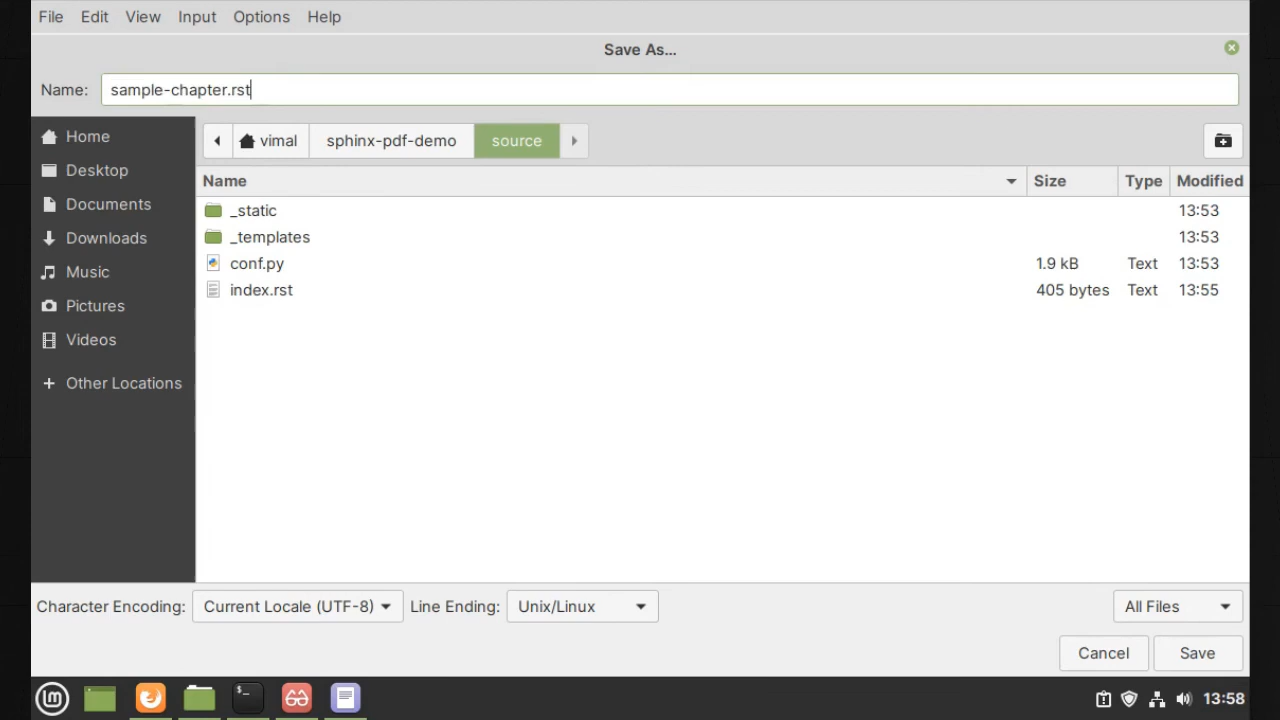 File Edit View Input Options Help
Save As...
Name: sample-chapter.rst
Home
Desktop
Documents
Downloads
Music
Pictures
Videos
Other Locations
vimal sphinx-pdf-demo source
Name Size Type Modified
_static 13:53
_templates 13:53
conf.py 1.9 kB Text 13:53
index.rst 405 bytes Text 13:55
Character Encoding: Current Locale (UTF-8) Line Ending: Unix/Linux All Files
Cancel Save
13:58